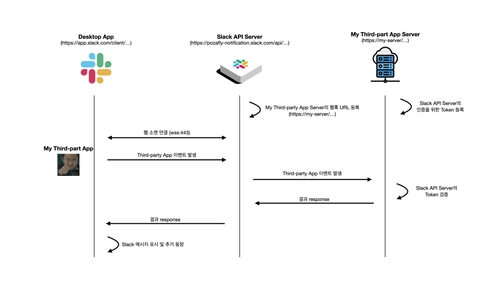 Desktop App
(https://app.slack.com/client/...)
Slack API Server
(https://pozafly-notification.slack.com/api/...)
My Third-part App Server
(https://my-server/...)
My Third-party App Server의 웹훅 URL 등록
(https://my-server/...)
Slack API Server의
인증을 위한 Token 등록
웹 소켓 연결 (wss:443)
My Third-part App
Third-party App 이벤트 발생
Third-party App 이벤트 발생
Slack API Server의
Token 검증
결과 response
결과 response
Slack 메시지 표시 및 추가 동장